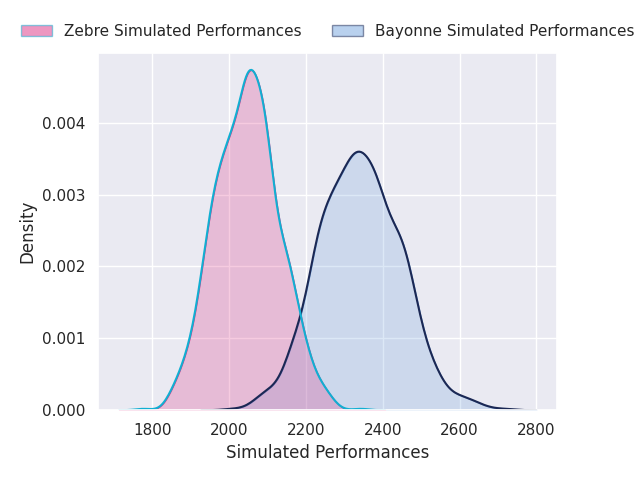 Zebre Simulated Performances
Bayonne Simulated Performances
0.004
0.003
0.002
0.001
0.000
Density
1800 2000 2200 2400 2600 2800
Simulated Performances